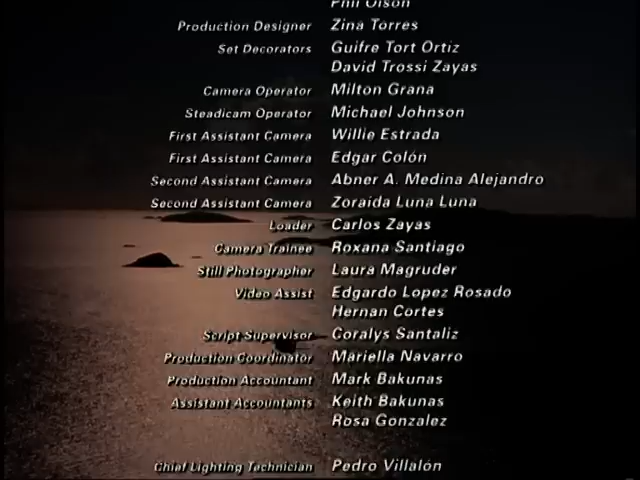 Phil Olson
Production Designer Zina Torres
Set Decorators Guifre Tort Ortiz
David Trossi Zayas
Camera Operator Milton Grana
Steadicam Operator Michael Johnson
First Assistant Camera Willie Estrada
First Assistant Camera Edgar Colón
Second Assistant Camera Abner A. Medina Alejandro
Second Assistant Camera Zoraida Luna Luna
Loader Carlos Zayas
Camera Trainee Roxana Santiago
Still Photographer Laura Magruder
Video Assist Edgardo Lopez Rosado
Hernan Cortes
Script Supervisor Coralys Santaliz
Production Coordinator Mariella Navarro
Production Accountant Mark Bakunas
Assistant Accountants Keith Bakunas
Rosa Gonzalez
Chief Lighting Technician Pedro Villalón